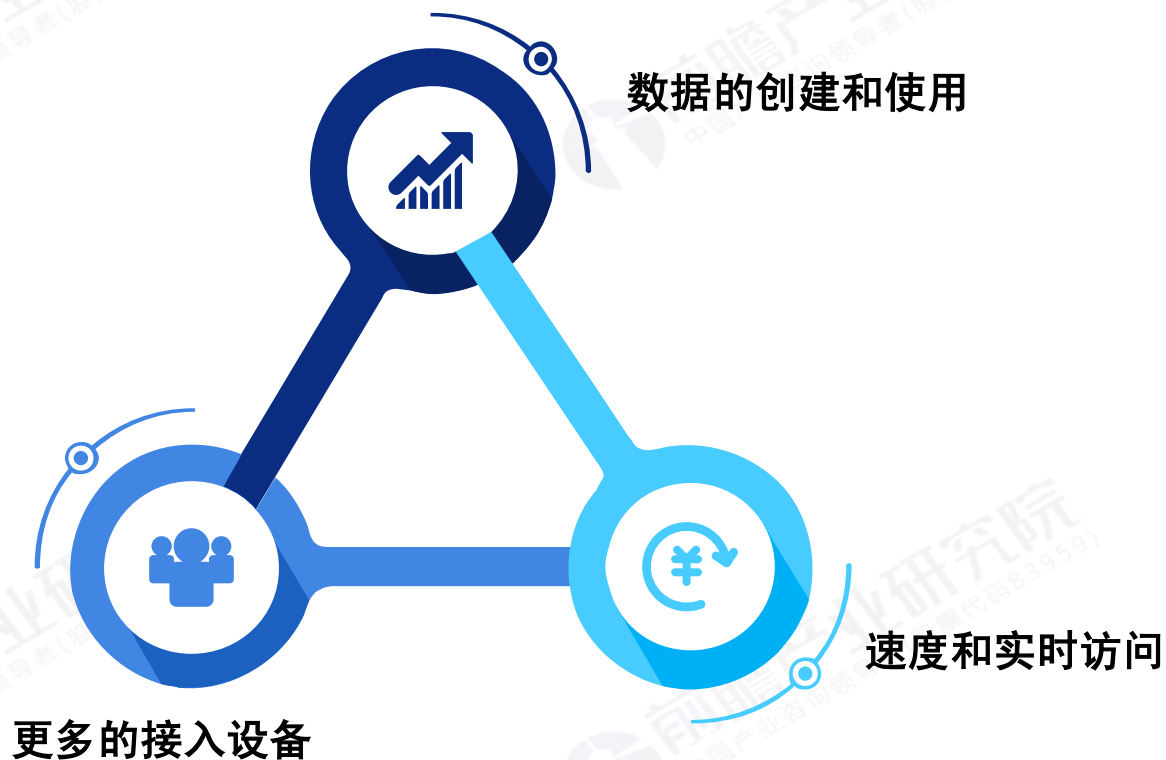 数据的创建和使用
速度和实时访问
更多的接入设备